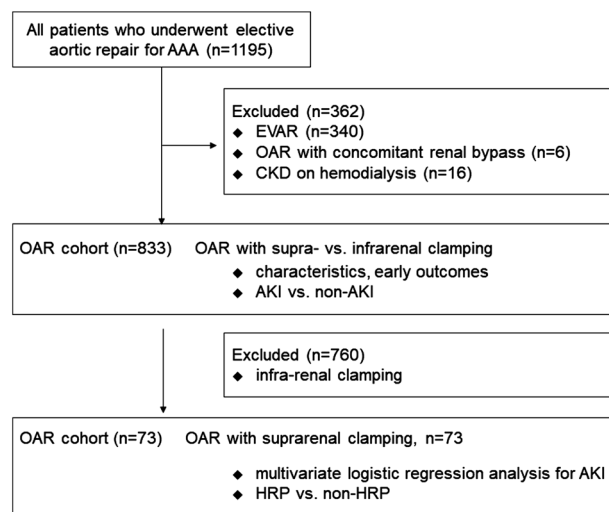 All patients who underwent elective
aortic repair for AAA (n=1195)
Excluded (n=362)
◆ EVAR (n=340)
◆ OAR with concomitant renal bypass (n=6)
◆ CKD on hemodialysis (n=16)
OAR cohort (n=833) OAR with supra- vs. infrarenal clamping
◆ characteristics, early outcomes
◆ AKI vs. non-AKI
Excluded (n=760)
◆ infra-renal clamping
OAR cohort (n=73) OAR with suprarenal clamping, n=73
◆ multivariate logistic regression analysis for AKI
◆ HRP vs. non-HRP